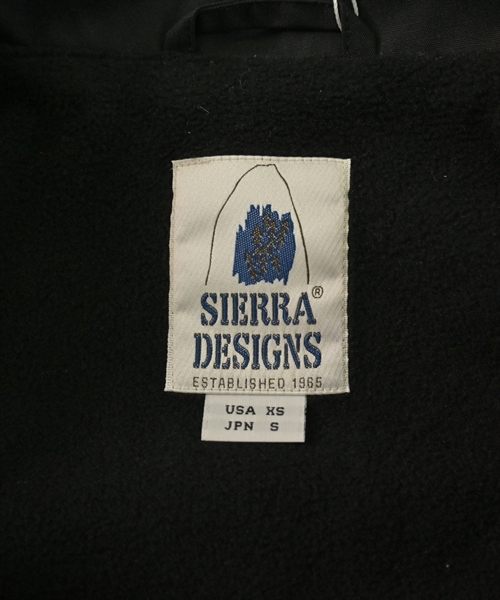 SIERRA®
DESIGNS
ESTABLISHED 1965
USA XS
JPN S